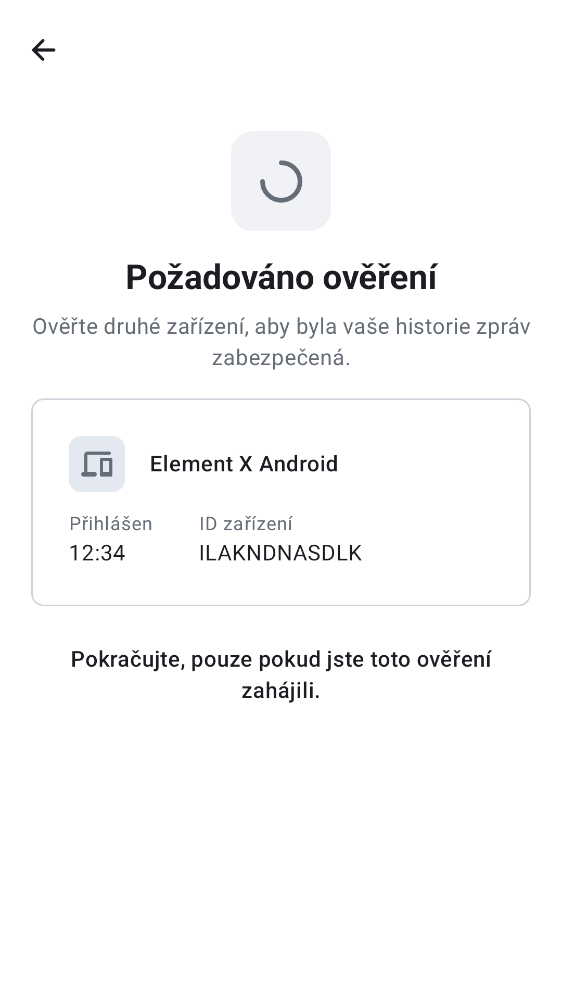 Požadováno ověření
Ověřte druhé zařízení, aby byla vaše historie zpráv
zabezpečená.
Element X Android
Přihlášen
ID zařízení
12:34
ILAKNDNASDLK
Pokračujte, pouze pokud jste toto ověření
zahájili.